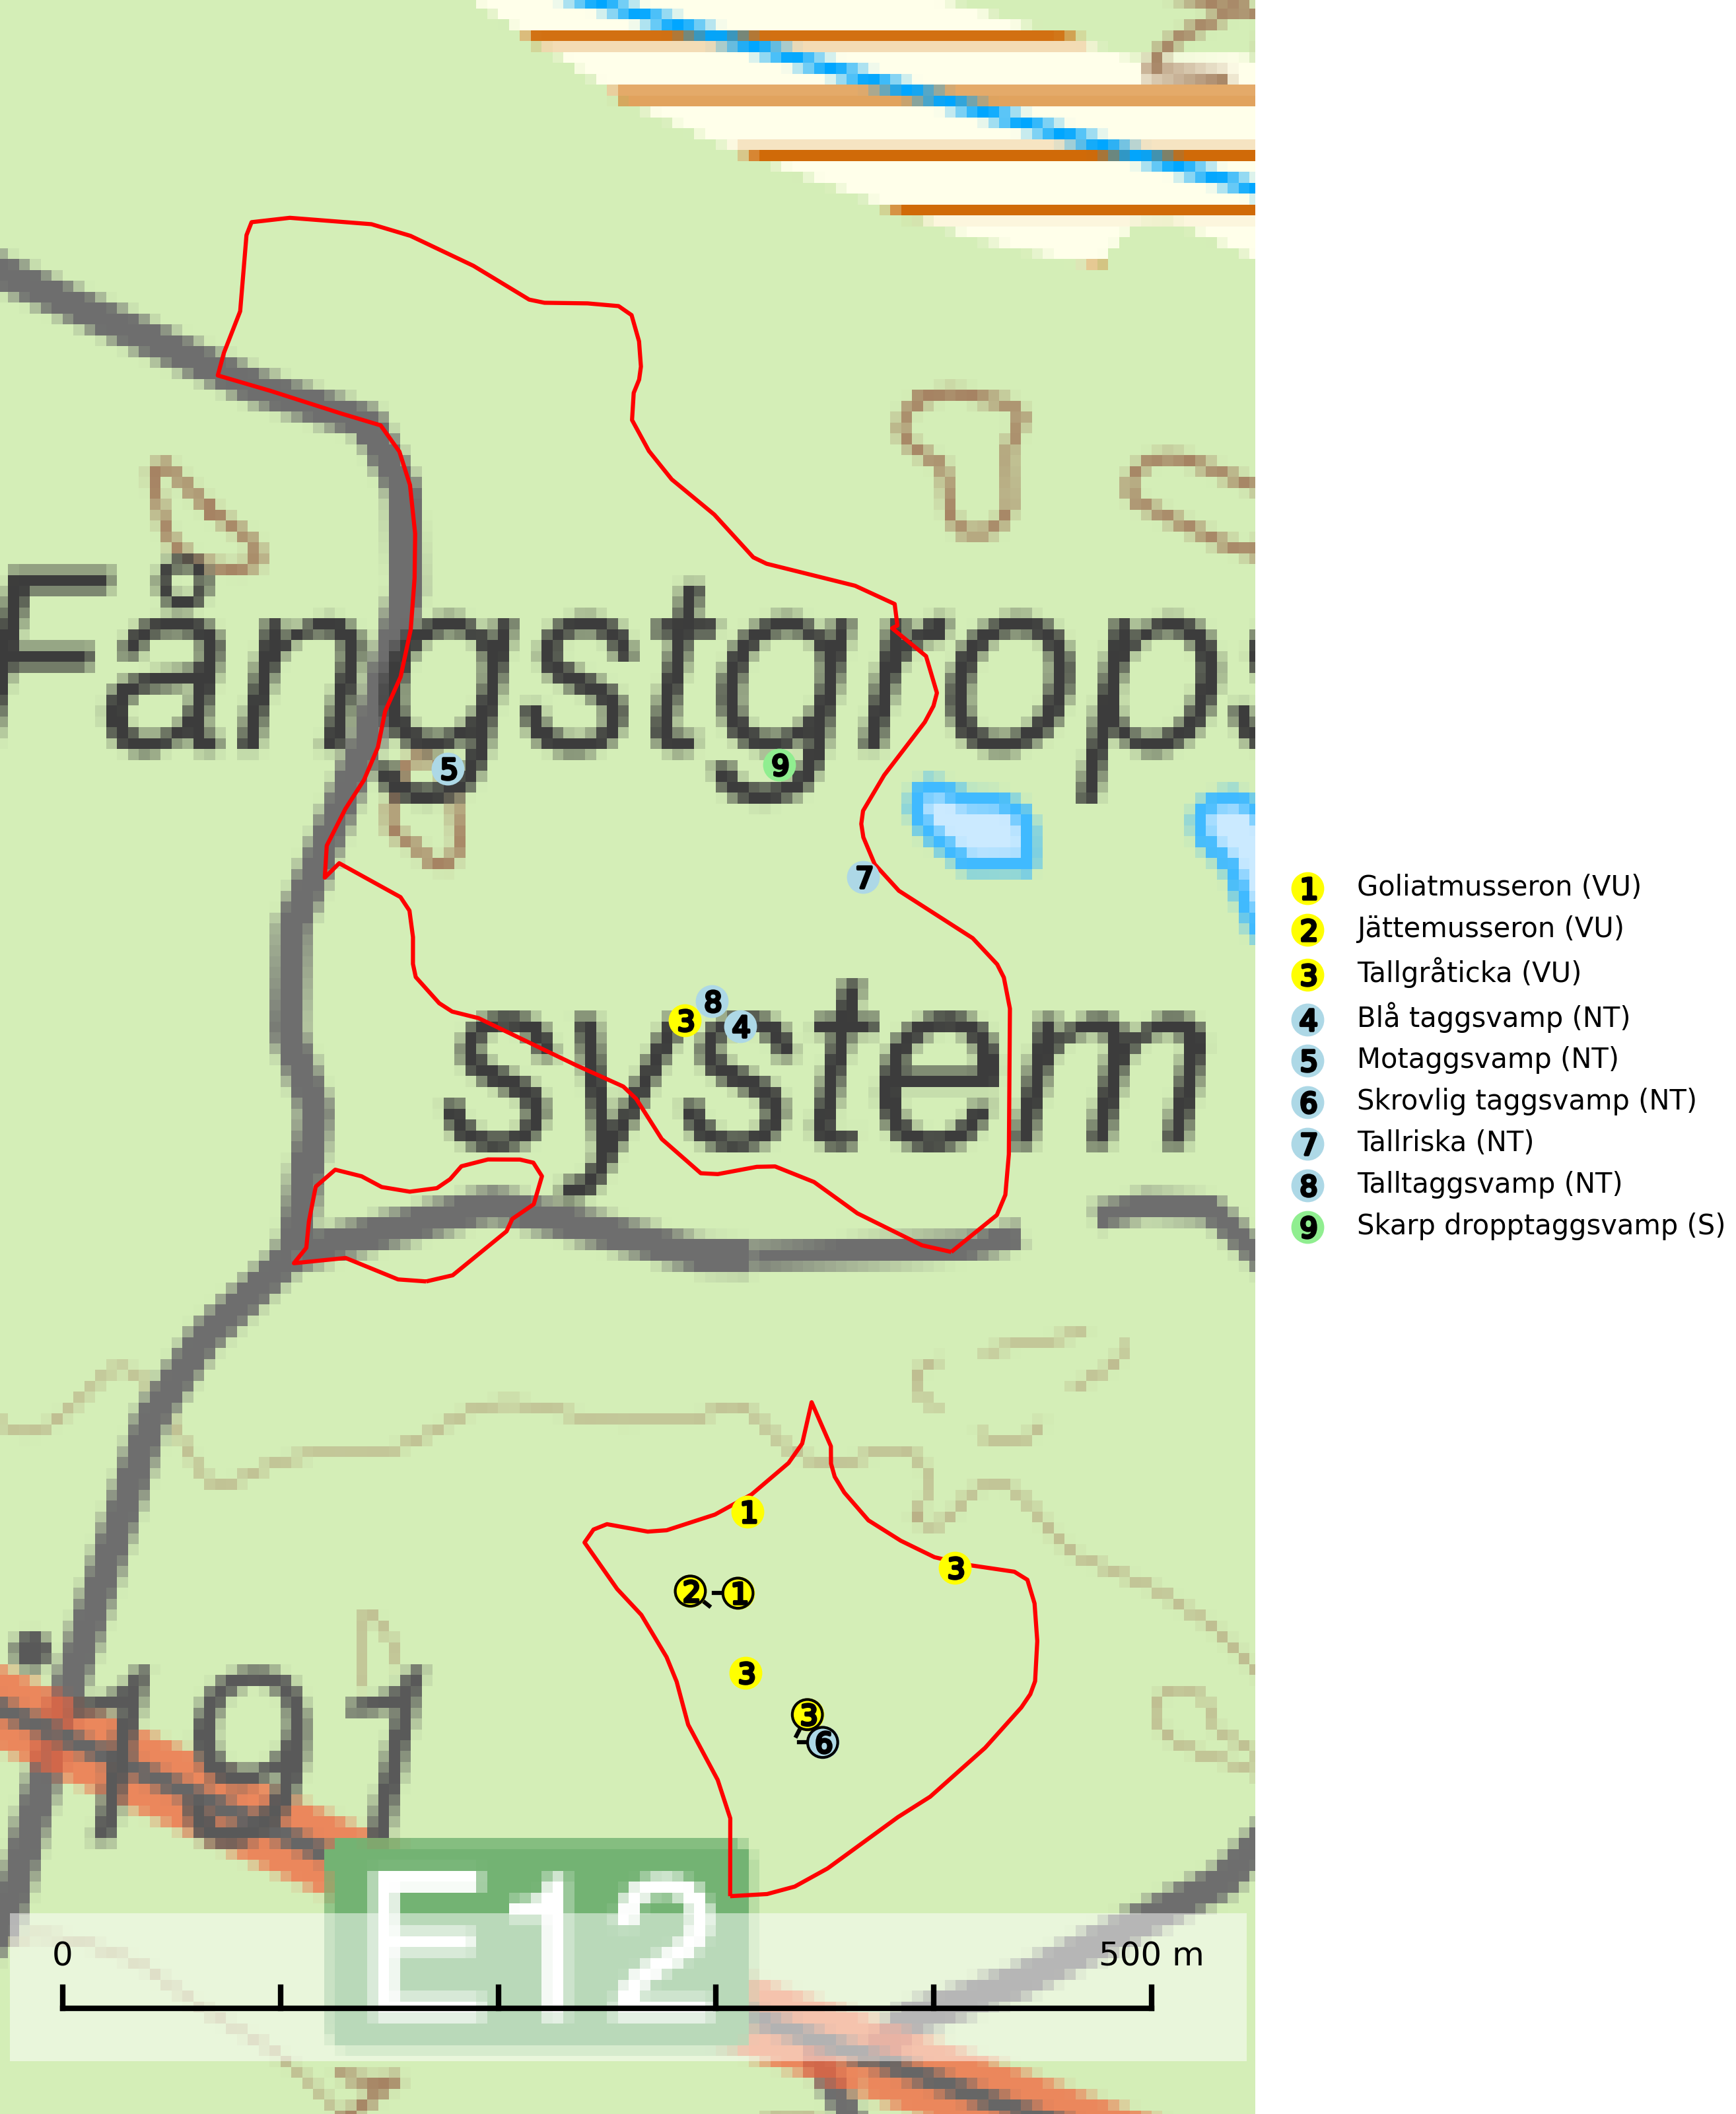 Fångstgrop
5
9
7
8
3
4
system
1
3
2
1
3
3
6
191
E12
0
500 m
1 Goliatmusseron (VU)
2 Jättemusseron (VU)
3 Tallgråticka (VU)
4 Blå taggsvamp (NT)
5 Motaggsvamp (NT)
6 Skrovlig taggsvamp (NT)
7 Tallriska (NT)
8 Talltaggsvamp (NT)
9 Skarp dropptaggsvamp (S)